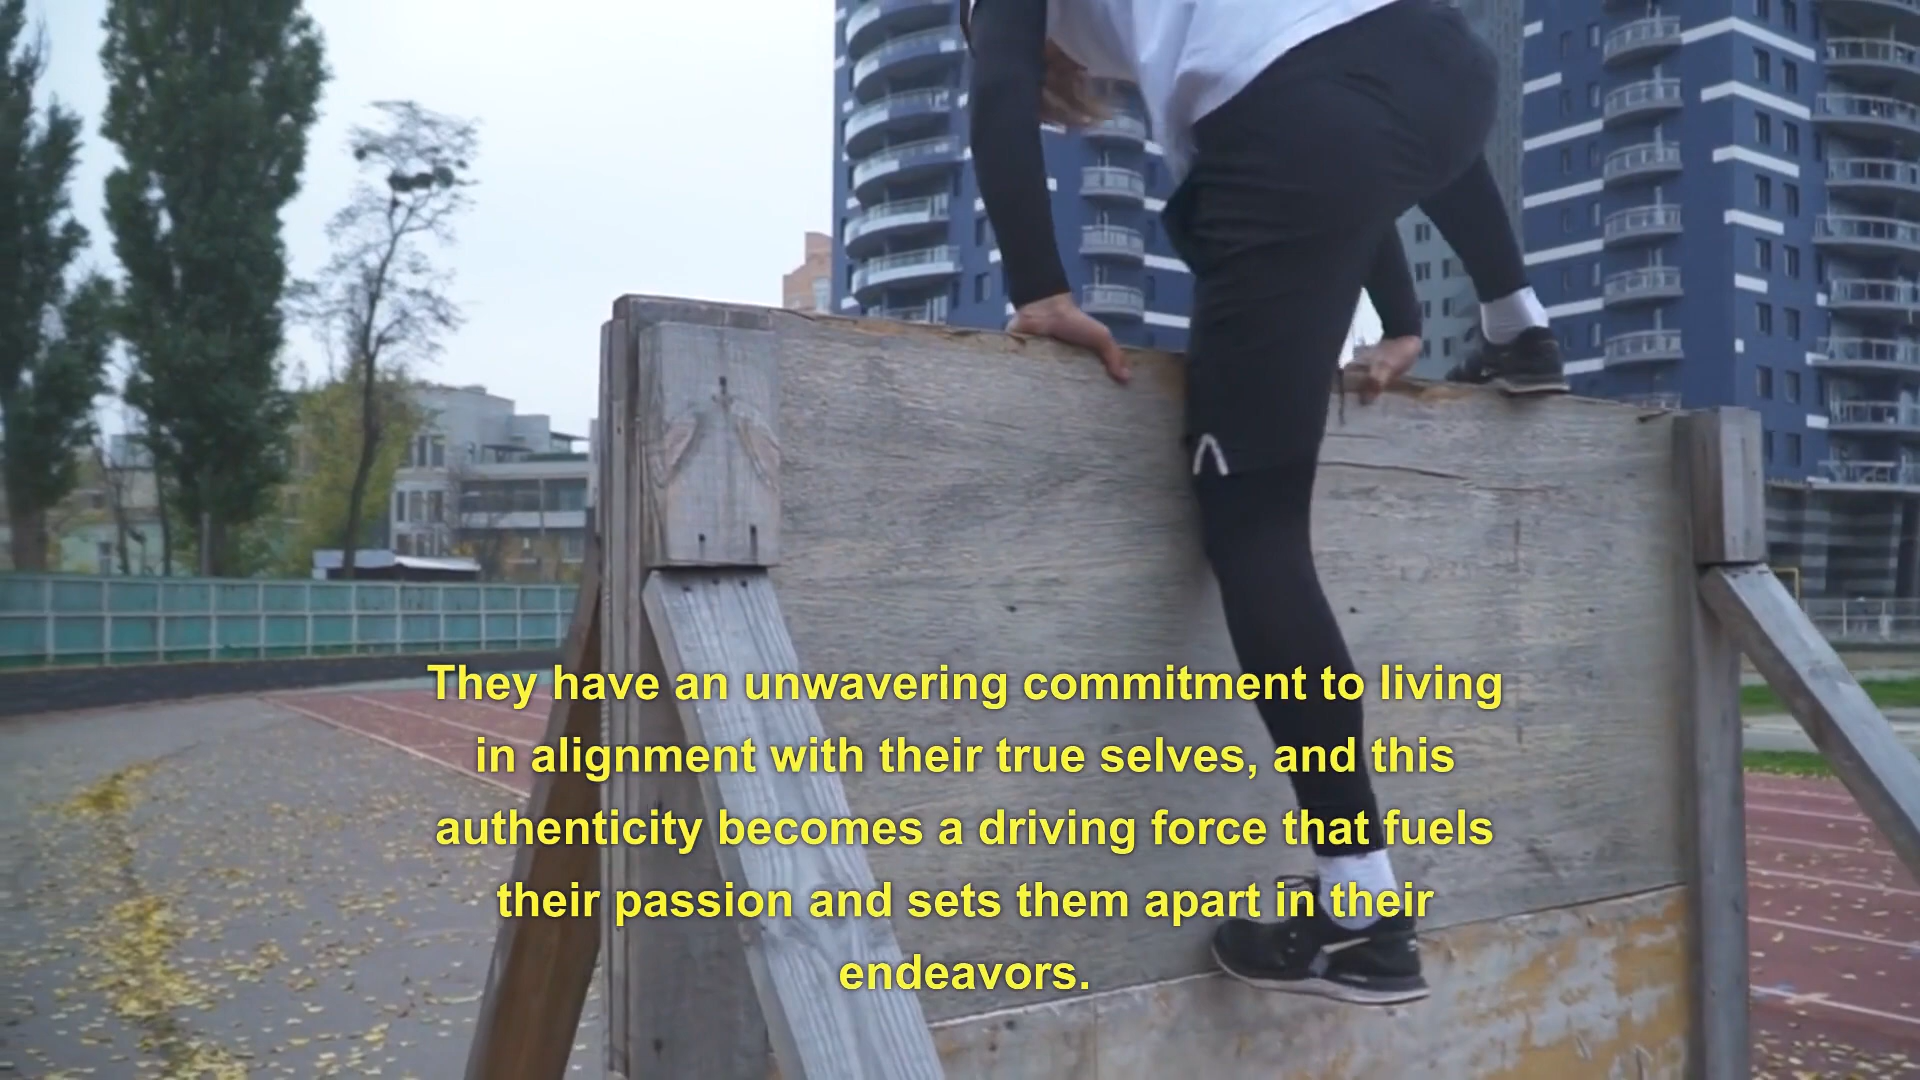 They have an unwavering commitment to living
in alignment with their true selves, and this
authenticity becomes a driving force that fuels
their passion and sets them apart in their
endeavors.